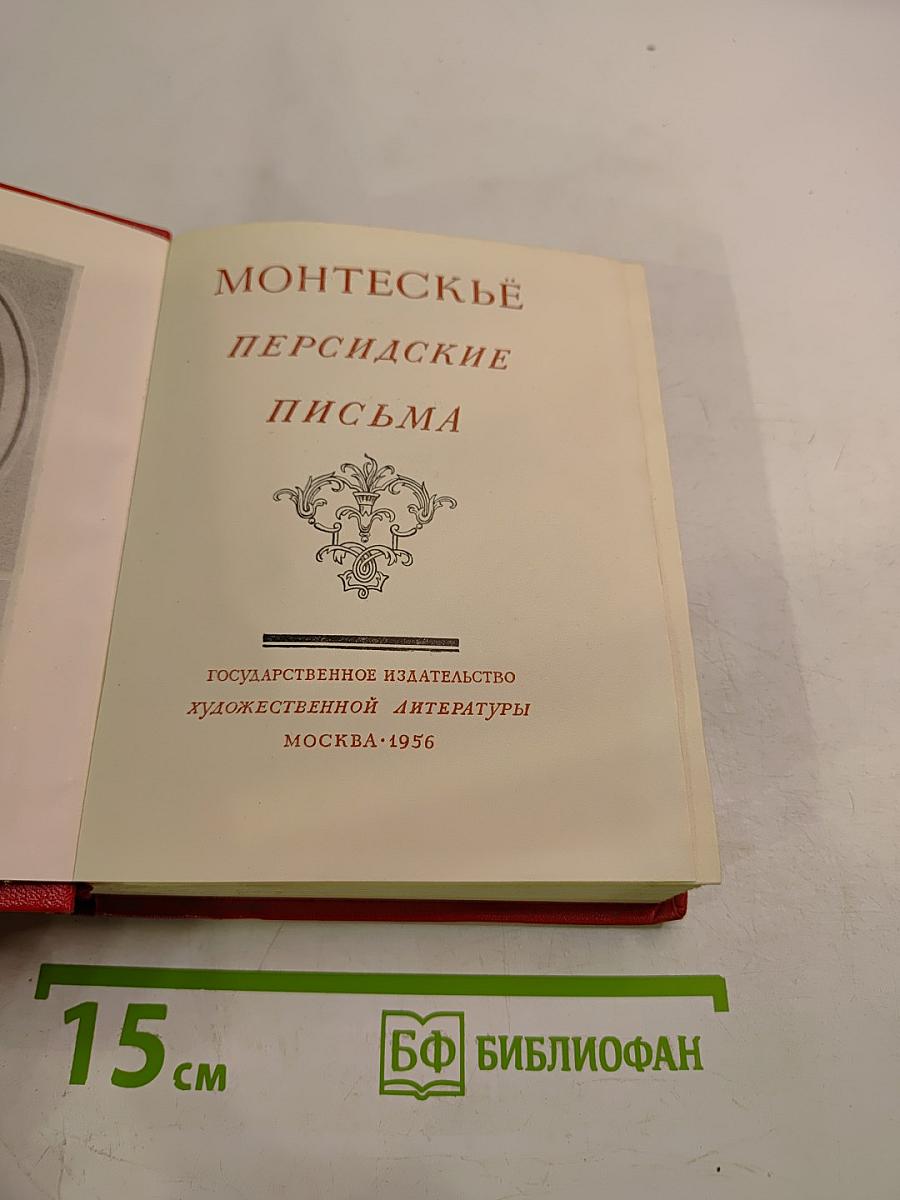 МОНТЕСКЬЁ
ПЕРСИДСКИЕ
ПИСЬМА
ГОСУДАРСТВЕННОЕ ИЗДАТЕЛЬСТВО
ХУДОЖЕСТВЕННОЙ ЛИТЕРАТУРЫ
МОСКВА·1956
15 см
БФ БИБЛИОФАН